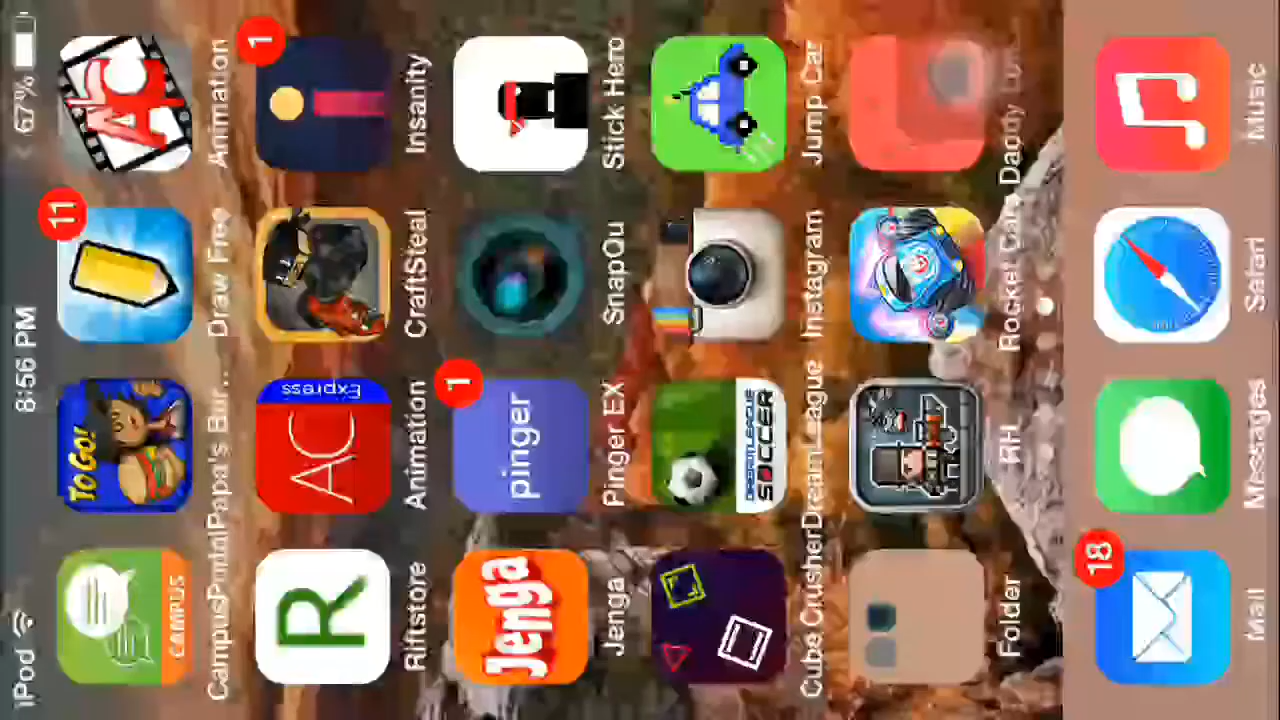 iPod 8:56 PM 67%
CAMPUS TO GO! 11 AC
CampusPortal Papa's Bur... Draw Free Animation
R AC Express 1
Riftstore Animation CraftSteal Insanity
Jenga pinger 1
Jenga Pinger EX SnapQu Stick Hero
DREAM LEAGUE
SOCCER
Cube Crusher DreamLeague Instagram Jump Car
Folder RH Rocket Cars Daddy
18
Mail Messages Safari Music